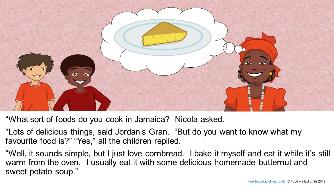 "What sort of foods do you cook in Jamaica?  Nicola asked.
"Lots of delicious things, said Jordan's Gran.  "But do you want to know what my
favourite food is?"  "Yes," all the children replied.
"Well, it sounds simple, but I just love cornbread.  I bake it myself and eat it while it's still
warm from the oven.  I usually eat it with some delicious homemade butternut and
sweet potato soup."